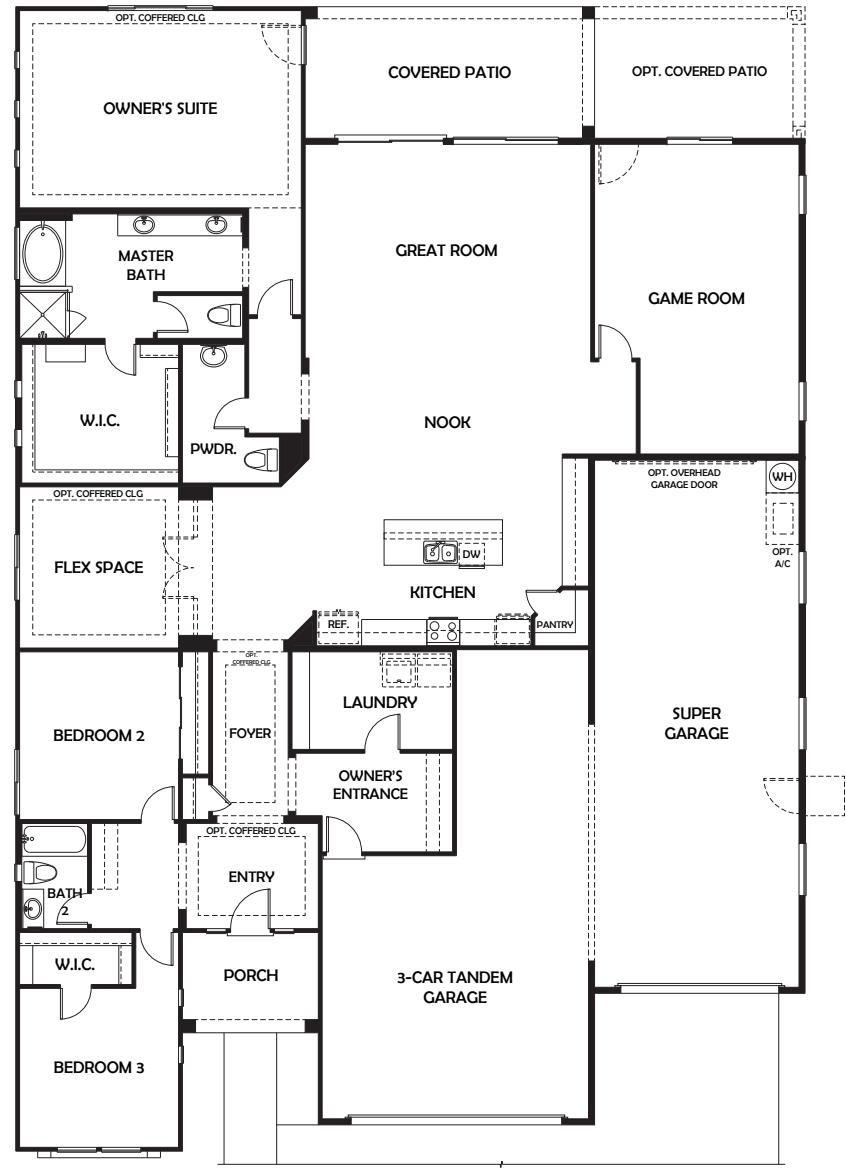 OPT. COFFERED CLG
OWNER'S SUITE
COVERED PATIO
OPT. COVERED PATIO
MASTER
BATH
GREAT ROOM
GAME ROOM
W.I.C.
PWDR.
NOOK
OPT. OVERHEAD
GARAGE DOOR
WH
OPT.
A/C
OPT. COFFERED CLG
FLEX SPACE
DW
KITCHEN
REF.
PANTRY
OPT.
COFFERED CLG
BEDROOM 2
FOYER
LAUNDRY
SUPER
GARAGE
OWNER'S
ENTRANCE
OPT. COFFERED CLG
ENTRY
BATH
2
W.I.C.
PORCH
3-CAR TANDEM
GARAGE
BEDROOM 3